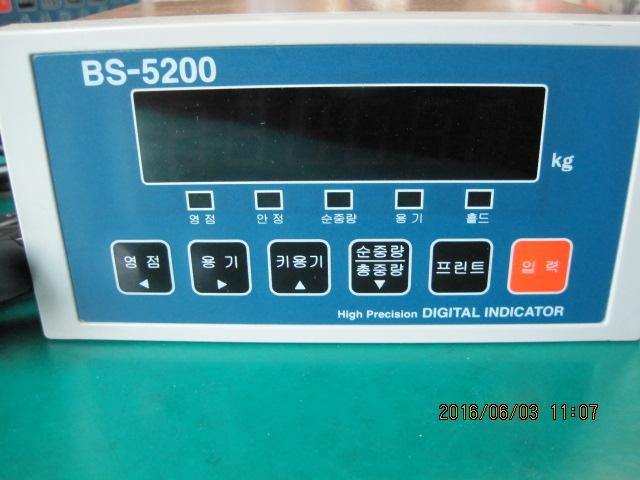 BS-5200
kg
영점 안정 순중량 용기 홀드
영점 용기 키용기 순중량 프린트 입력
총중량
High Precision DIGITAL INDICATOR
2016/06/03 11:07